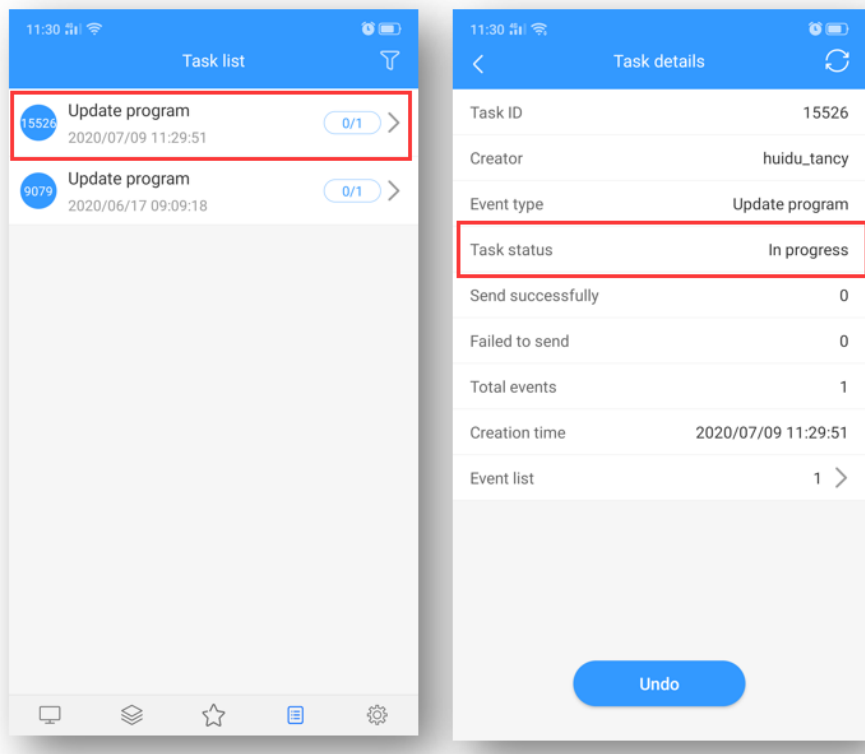 11:30
Task list
15526
Update program
2020/07/09 11:29:51
0/1
9079
Update program
2020/06/17 09:09:18
0/1
11:30
Task details
Task ID 15526
Creator huidu_tancy
Event type Update program
Task status In progress
Send successfully 0
Failed to send 0
Total events 1
Creation time 2020/07/09 11:29:51
Event list 1
Undo